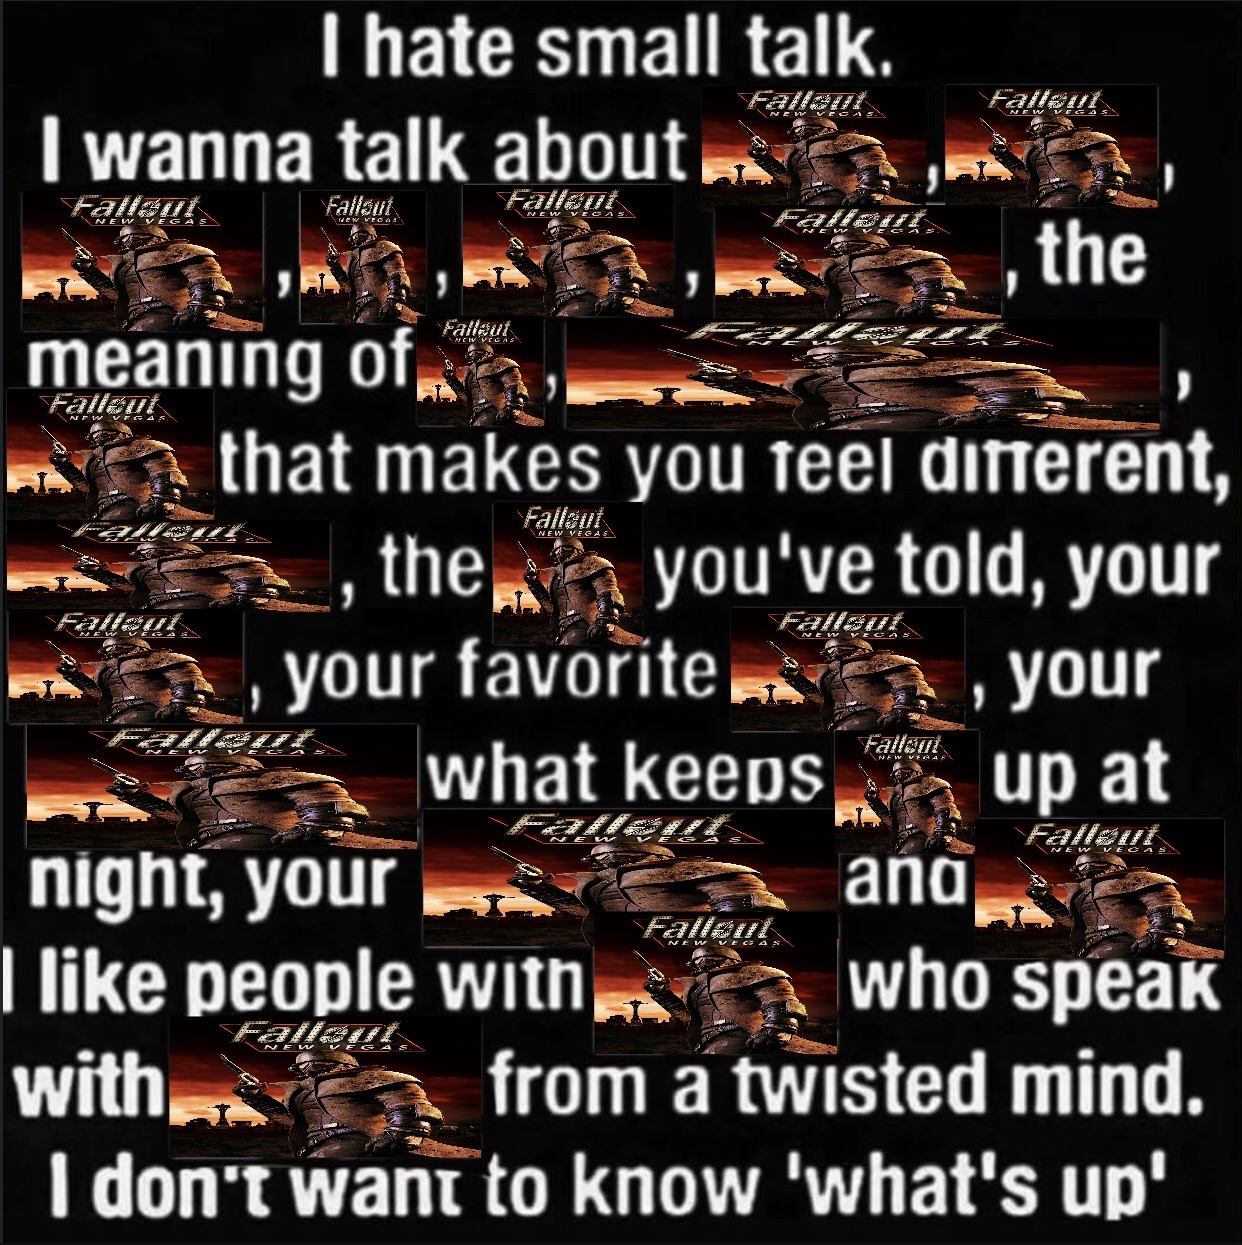 I hate small talk.
I wanna talk about Fallout NEW VEGAS, Fallout NEW VEGAS,
Fallout NEW VEGAS, Fallout NEW VEGAS, Fallout NEW VEGAS, Fallout NEW VEGAS, the
meaning of Fallout NEW VEGAS, Fallout NEW VEGAS,
Fallout NEW VEGAS that makes you feel different,
Fallout NEW VEGAS, the Fallout NEW VEGAS you've told, your
Fallout NEW VEGAS, your favorite Fallout NEW VEGAS, your
Fallout NEW VEGAS what keeps Fallout NEW VEGAS up at
night, your Fallout NEW VEGAS and Fallout NEW VEGAS
I like people with Fallout NEW VEGAS who speak
with Fallout NEW VEGAS from a twisted mind.
I don't want to know 'what's up'